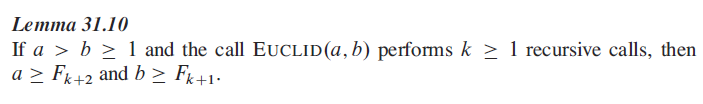 Lemma 31.10
If a > b ≥ 1 and the call EUCLID(a, b) performs k ≥ 1 recursive calls, then
a ≥ Fₖ₊₂ and b ≥ Fₖ₊₁.